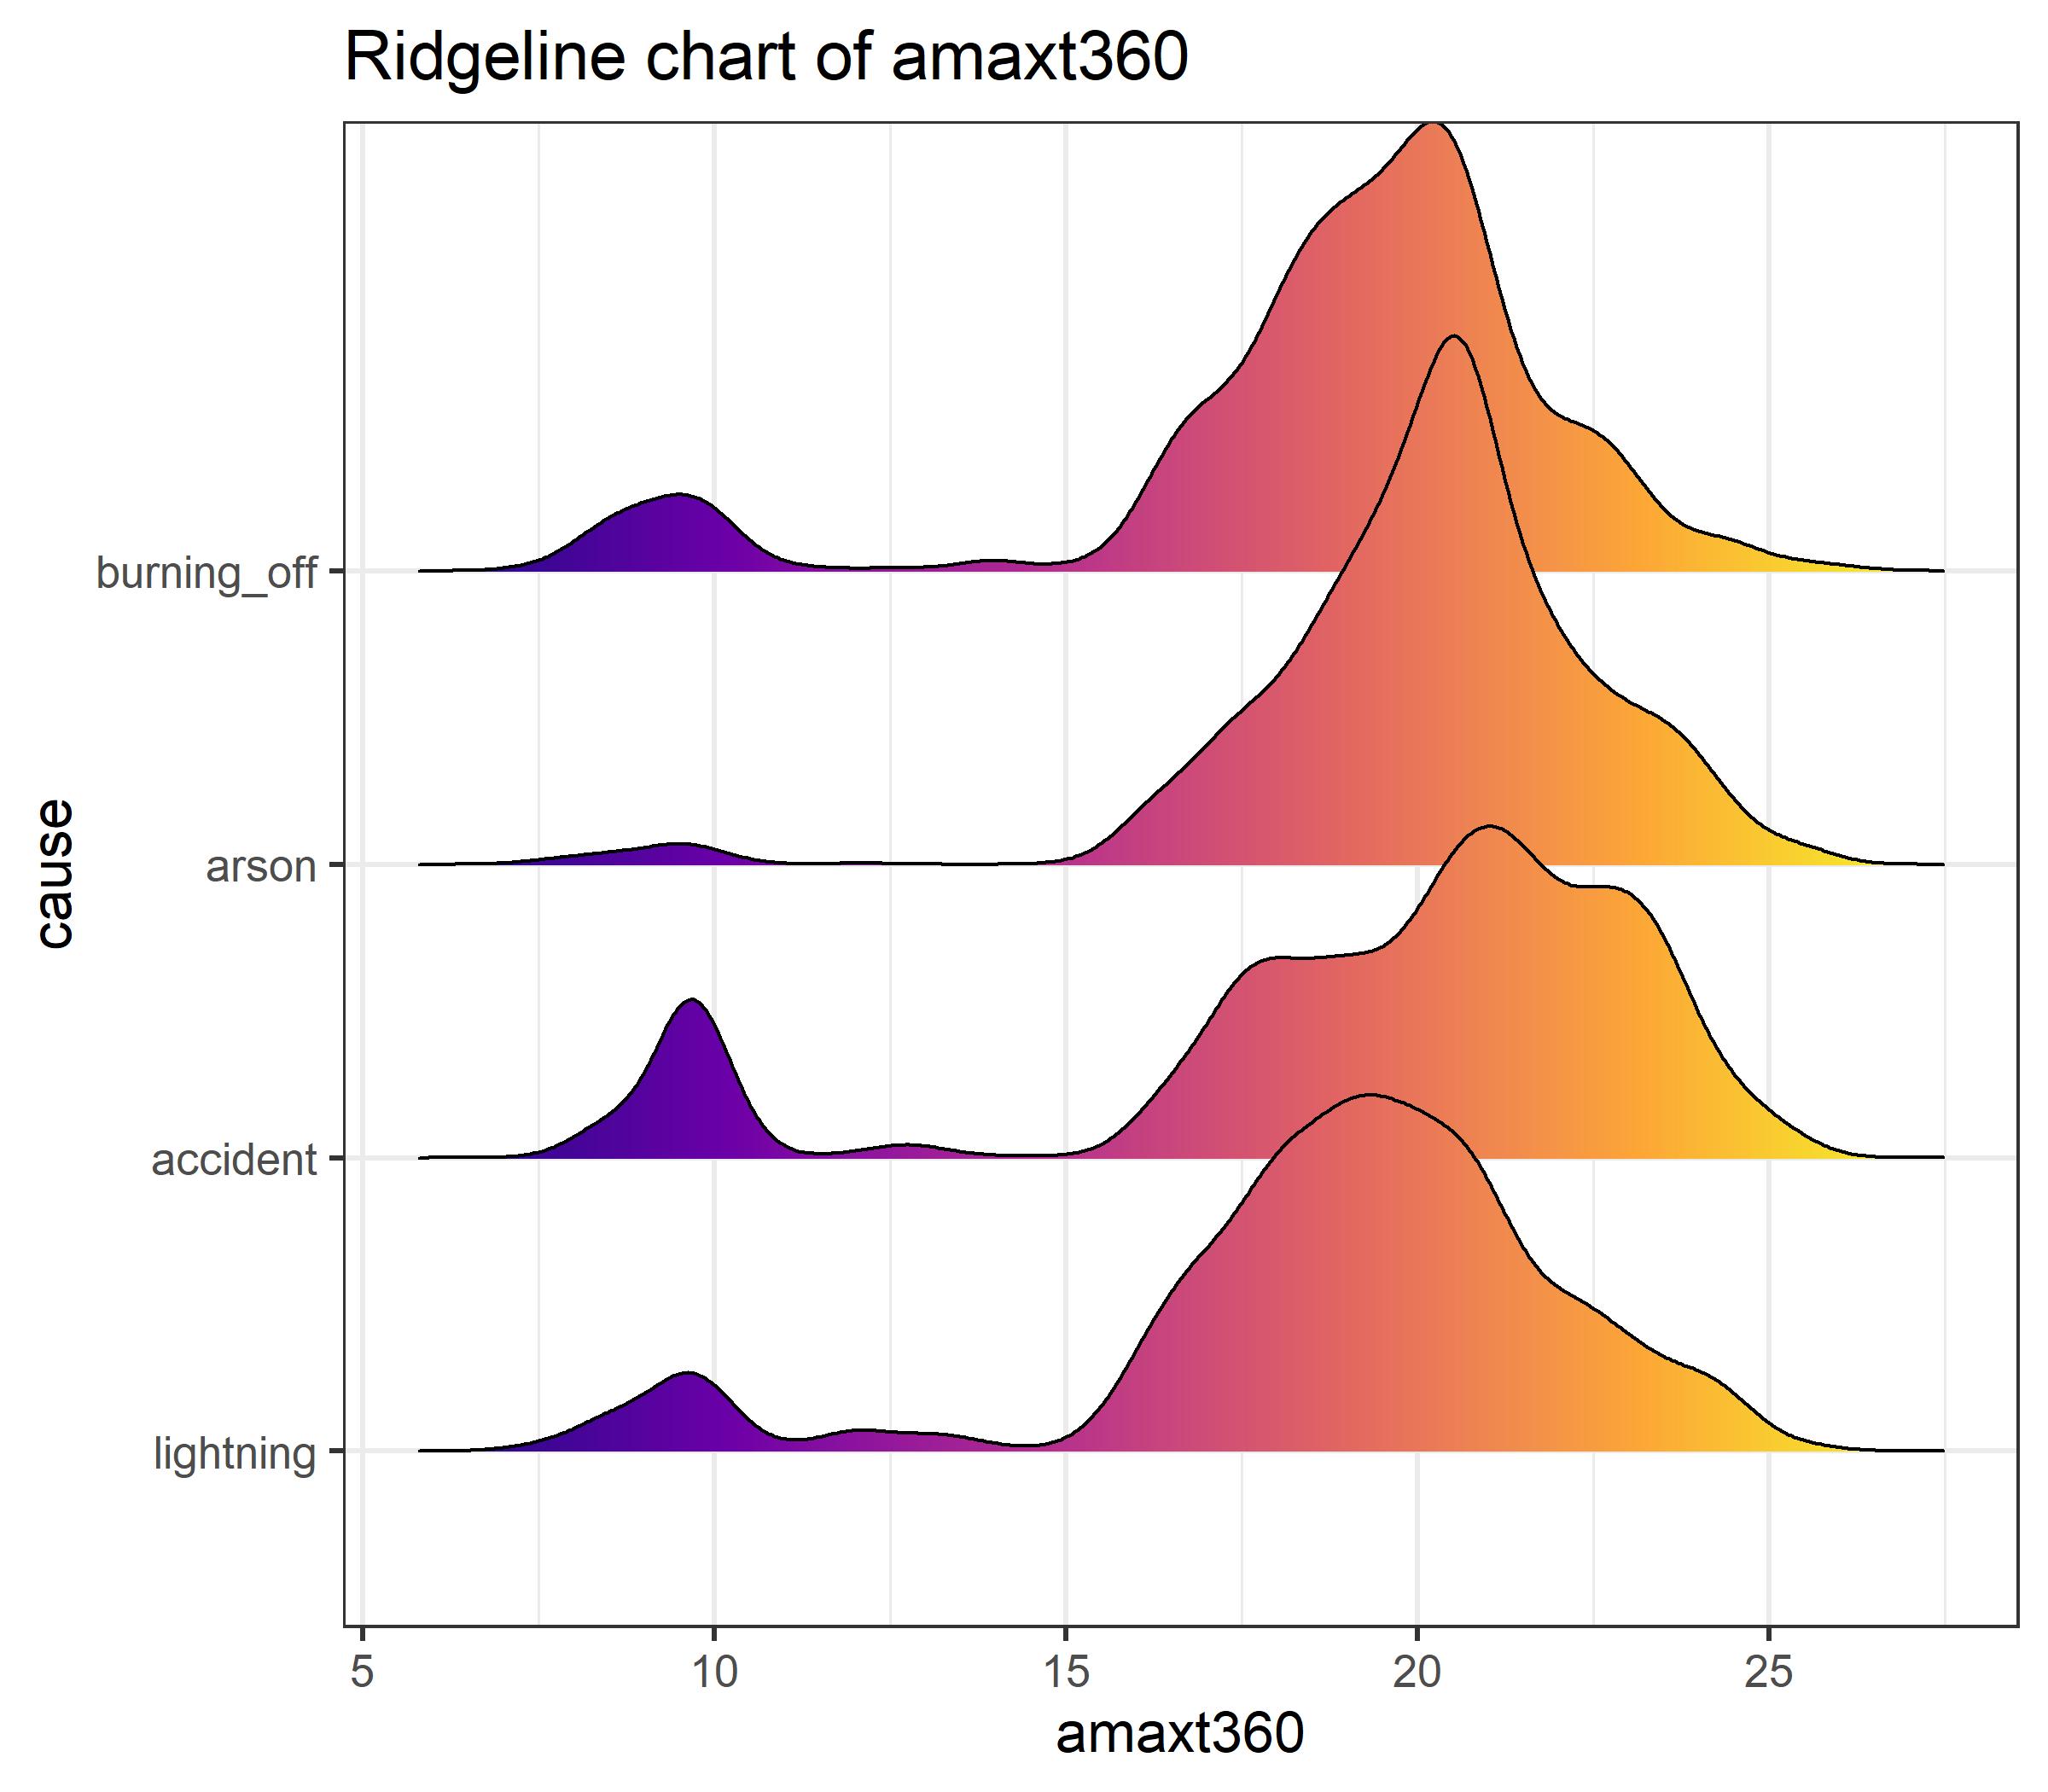 Ridgeline chart of amaxt360
cause
burning_off
arson
accident
lightning
5 10 15 20 25
amaxt360